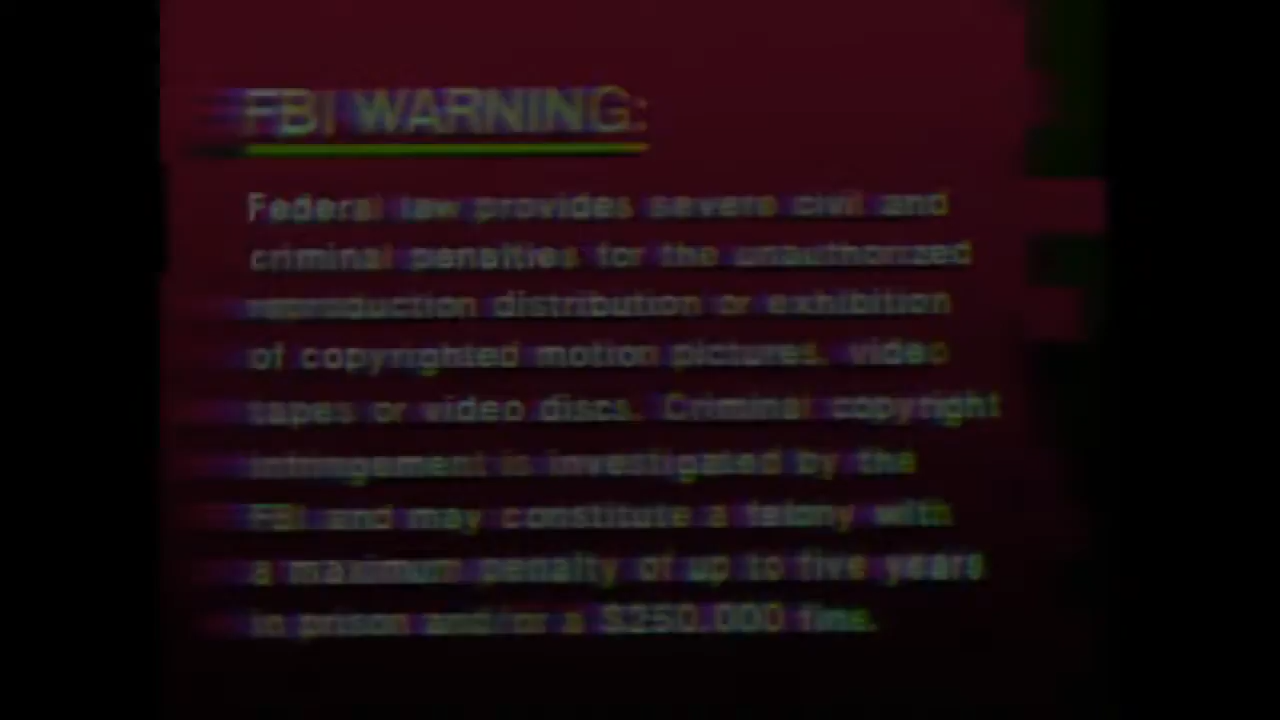 FBI WARNING:
Federal law provides severe civil and
criminal penalties for the unauthorized
reproduction distribution or exhibition
of copyrighted motion pictures. video
tapes or video discs. Criminal copyright
infringement is investigated by the
FBI and may constitute a felony with
a maximum penalty of up to five years
in prison and/or a $250.000 fine.